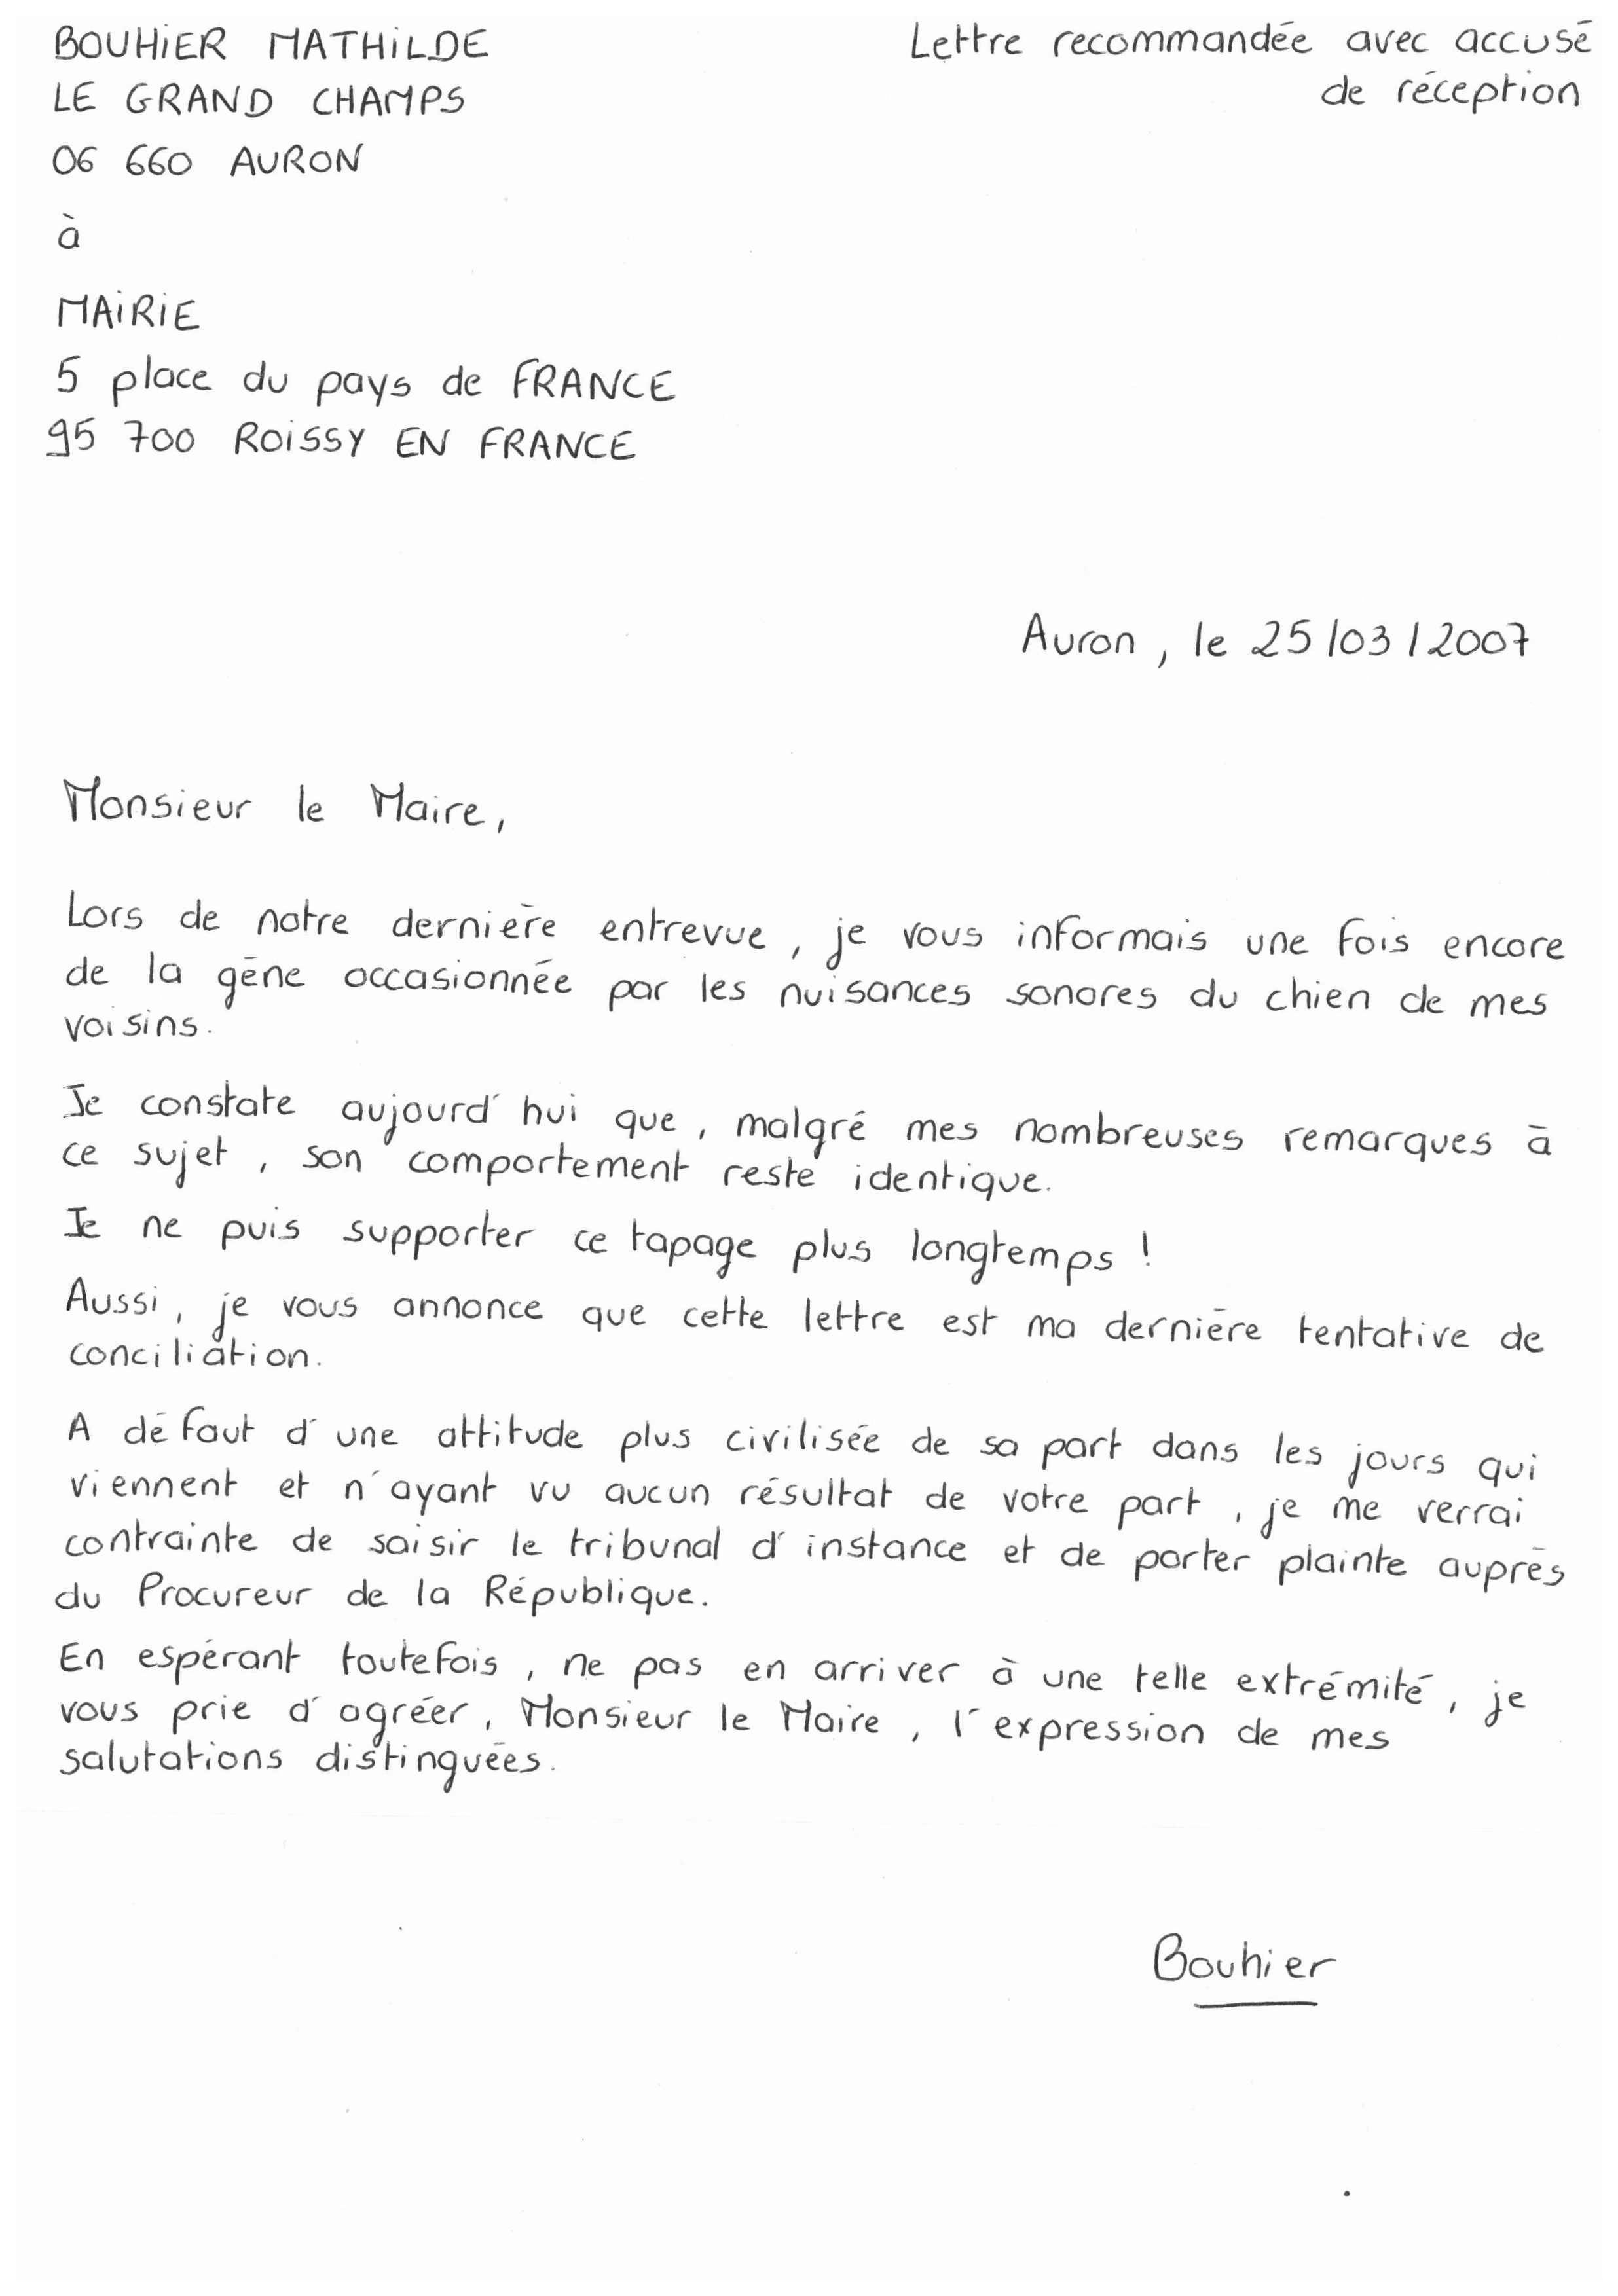 BOUHIER MATHILDE
LE GRAND CHAMPS
06 660 AURON
Lettre recommandée avec accusé
de réception
à
MAIRIE
5 place du pays de FRANCE
95 700 ROISSY EN FRANCE
Auron, le 25/03/2007
Monsieur le Maire,
Lors de notre dernière entrevue, je vous informais une fois encore
de la gêne occasionnée par les nuisances sonores du chien de mes
voisins.
Je constate aujourd'hui que, malgré mes nombreuses remarques à
ce sujet, son comportement reste identique.
Je ne puis supporter ce tapage plus longtemps !
Aussi, je vous annonce que cette lettre est ma dernière tentative de
conciliation.
A défaut d'une attitude plus civilisée de sa part dans les jours qui
viennent et n'ayant vu aucun résultat de votre part, je me verrai
contrainte de saisir le tribunal d'instance et de porter plainte auprès
du Procureur de la République.
En espérant toutefois, ne pas en arriver à une telle extrémité, je
vous prie d'agréer, Monsieur le Maire, l'expression de mes
salutations distinguées.
Bouhier